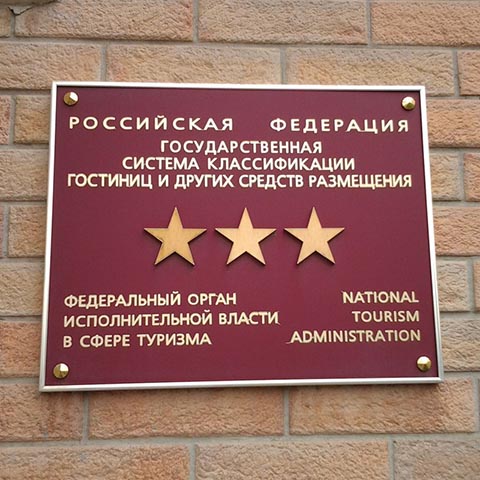 РОССИЙСКАЯ ФЕДЕРАЦИЯ
ГОСУДАРСТВЕННАЯ
СИСТЕМА КЛАССИФИКАЦИИ
ГОСТИНИЦ И ДРУГИХ СРЕДСТВ РАЗМЕЩЕНИЯ
ФЕДЕРАЛЬНЫЙ ОРГАН
ИСПОЛНИТЕЛЬНОЙ ВЛАСТИ
В СФЕРЕ ТУРИЗМА
NATIONAL
TOURISM
ADMINISTRATION